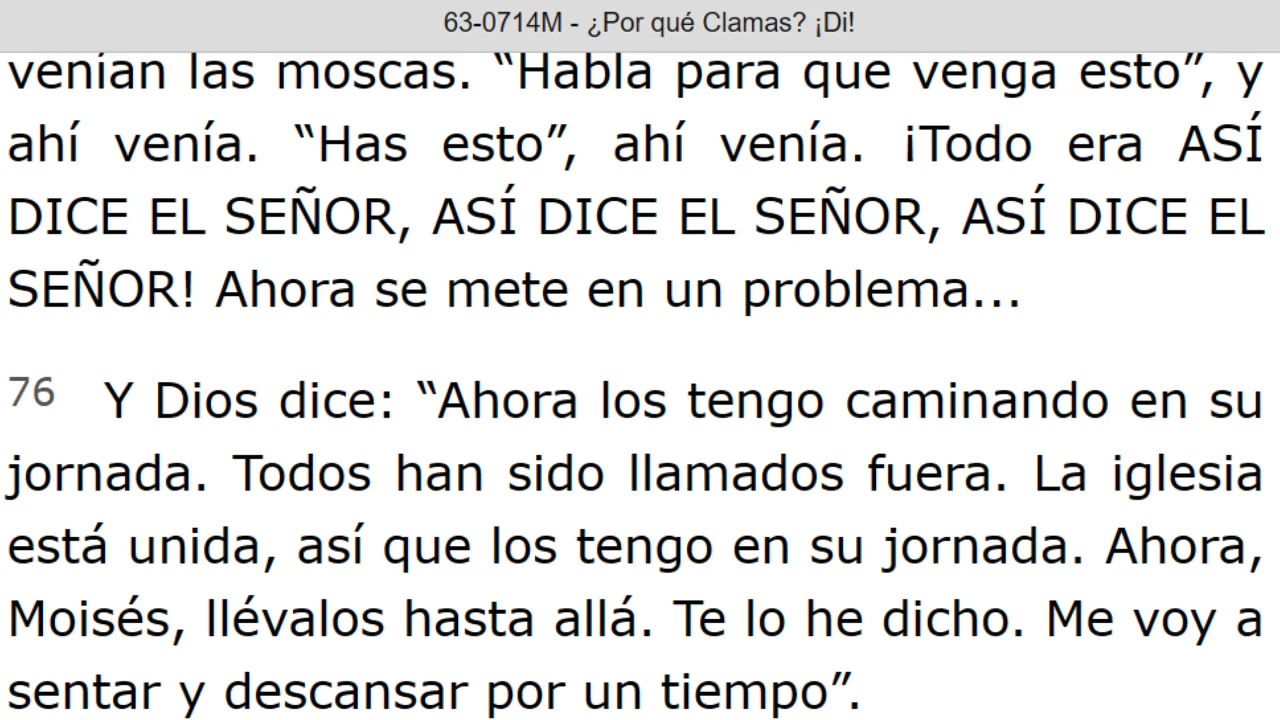 63-0714M - ¿Por qué Clamas? ¡Di!
venían las moscas. “Habla para que venga esto”, y
ahí venía. “Has esto”, ahí venía. ¡Todo era ASÍ
DICE EL SEÑOR, ASÍ DICE EL SEÑOR, ASÍ DICE EL
SEÑOR! Ahora se mete en un problema...
76 Y Dios dice: “Ahora los tengo caminando en su
jornada. Todos han sido llamados fuera. La iglesia
está unida, así que los tengo en su jornada. Ahora,
Moisés, llévalos hasta allá. Te lo he dicho. Me voy a
sentar y descansar por un tiempo”.